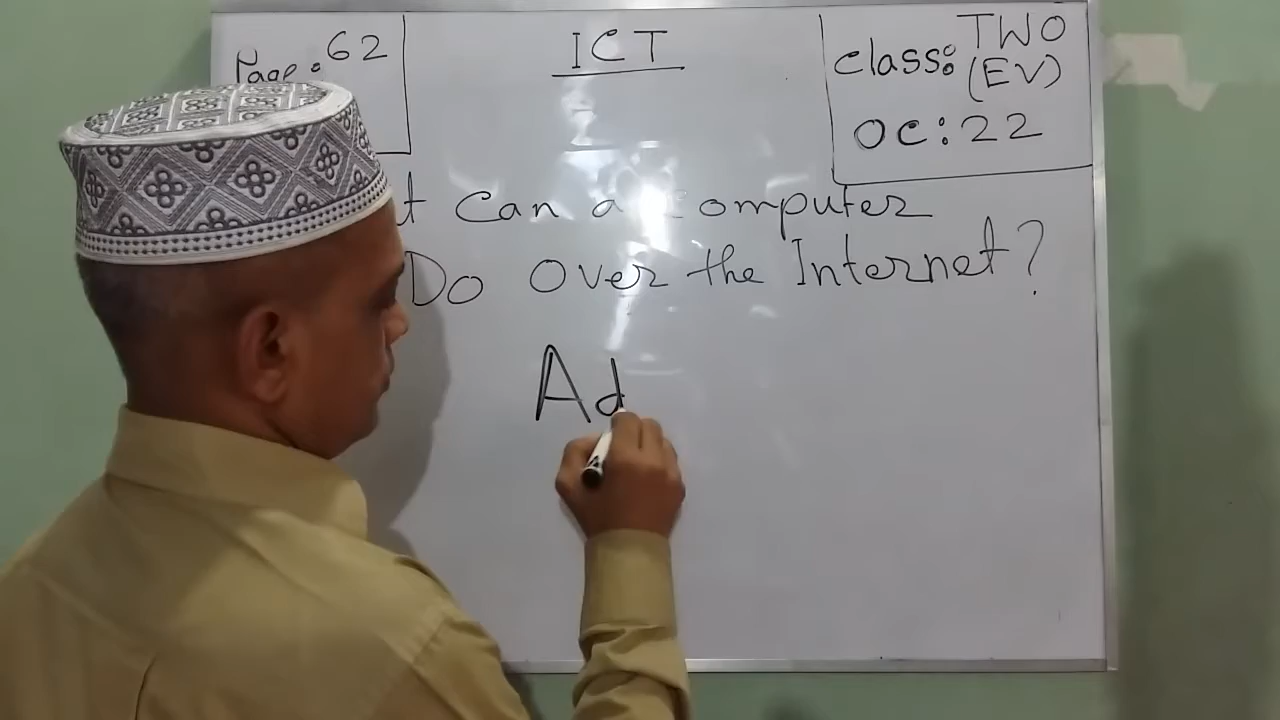 Page: 62
ICT
Class: TWO
(EV)
OC: 22
Can a Computer
Do Over the Internet?
Ad